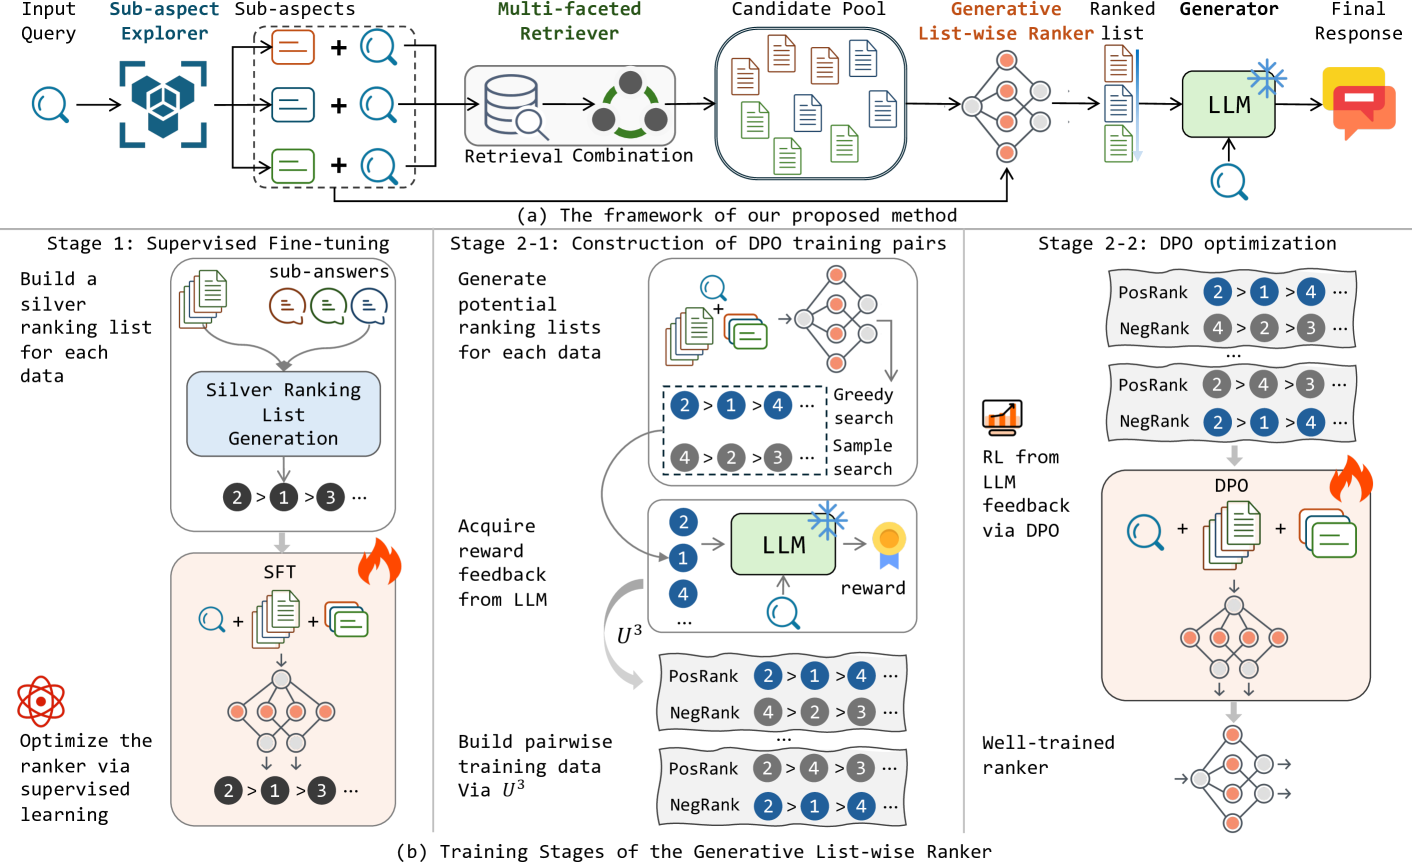 Input
Query
Sub-aspect
Explorer
Sub-aspects
Multi-faceted
Retriever
Candidate Pool
Generative
List-wise Ranker
Ranked
list
Generator
Final
Response
+
+
+
Retrieval
Combination
LLM
(a) The framework of our proposed method
Stage 1: Supervised Fine-tuning
Build a
silver
ranking list
for each
data
sub-answers
Silver Ranking
List
Generation
2 > 1 > 3 ...
SFT
+ +
Optimize the
ranker via
supervised
learning
2 > 1 > 3 ...
Stage 2-1: Construction of DPO training pairs
Generate
potential
ranking lists
for each data
+
2 > 1 > 4 ...
4 > 2 > 3 ...
Greedy
search
Sample
search
Acquire
reward
feedback
from LLM
2
1
4
...
LLM
reward
U³
PosRank 2 > 1 > 4 ...
NegRank 4 > 2 > 3 ...
...
PosRank 2 > 4 > 3 ...
NegRank 2 > 1 > 4 ...
Build pairwise
training data
Via U³
Stage 2-2: DPO optimization
PosRank 2 > 1 > 4 ...
NegRank 4 > 2 > 3 ...
...
PosRank 2 > 4 > 3 ...
NegRank 2 > 1 > 4 ...
RL from
LLM
feedback
via DPO
DPO
+ +
Well-trained
ranker
(b) Training Stages of the Generative List-wise Ranker